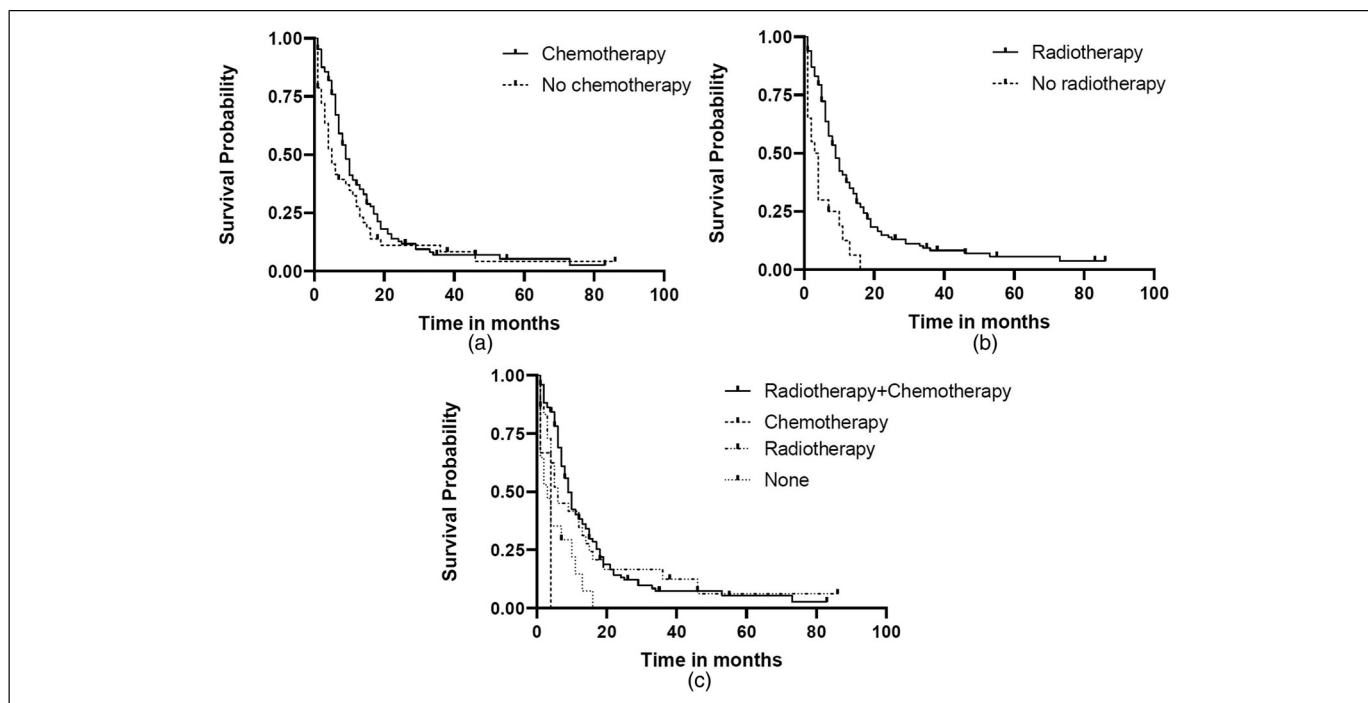 1.00
0.75
0.50
0.25
0.00
0 20 40 60 80 100
Survival Probability
Time in months
Chemotherapy
No chemotherapy
(a)
1.00
0.75
0.50
0.25
0.00
0 20 40 60 80 100
Survival Probability
Time in months
Radiotherapy
No radiotherapy
(b)
1.00
0.75
0.50
0.25
0.00
0 20 40 60 80 100
Survival Probability
Time in months
Radiotherapy+Chemotherapy
Chemotherapy
Radiotherapy
None
(c)